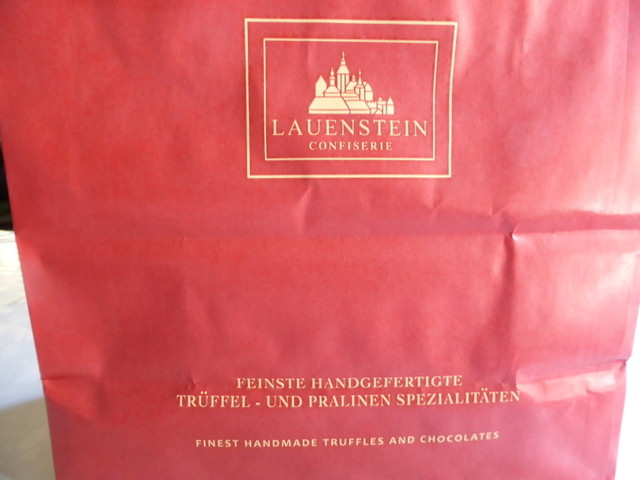 LAUENSTEIN
CONFISERIE
FEINSTE HANDGEFERTIGTE
TRÜFFEL - UND PRALINEN SPEZIALITÄTEN
FINEST HANDMADE TRUFFLES AND CHOCOLATES